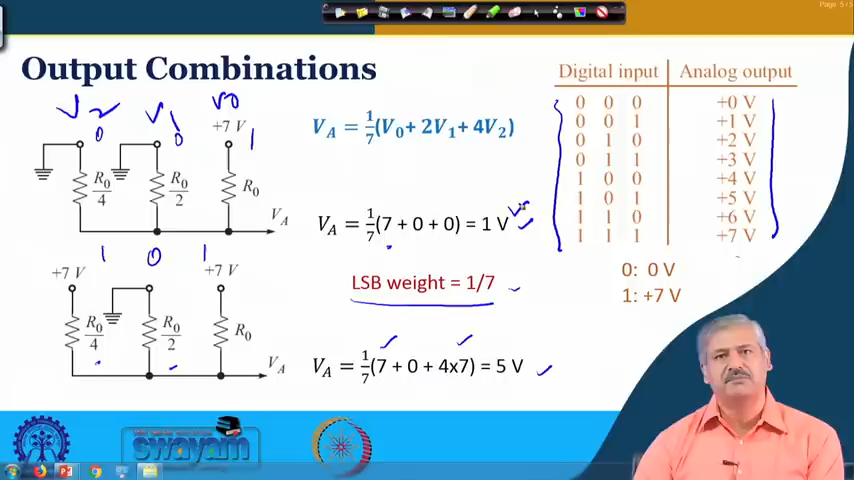 Page 5/5
Output Combinations
V2 V1 V0
0 0 +7 V 1
R0/4 R0/2 R0
VA
VA = 1/7(V0+ 2V1+ 4V2)
VA = 1/7(7 + 0 + 0) = 1 V
LSB weight = 1/7
1 0 1
+7 V +7 V
R0/4 R0/2 R0
VA
VA = 1/7(7 + 0 + 4x7) = 5 V
Digital input Analog output
0 0 0 +0 V
0 0 1 +1 V
0 1 0 +2 V
0 1 1 +3 V
1 0 0 +4 V
1 0 1 +5 V
1 1 0 +6 V
1 1 1 +7 V
0: 0 V
1: +7 V
swayam